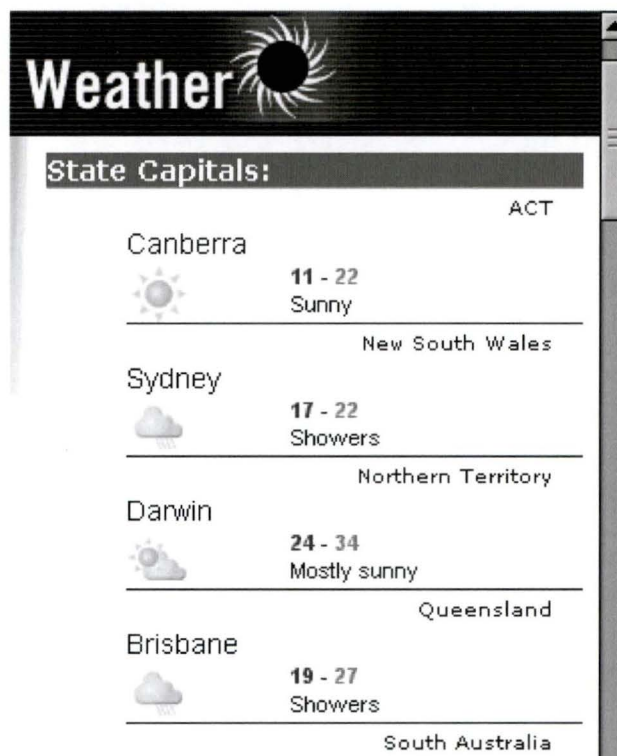 Weather
State Capitals:
ACT
Canberra
11 - 22
Sunny
New South Wales
Sydney
17 - 22
Showers
Northern Territory
Darwin
24 - 34
Mostly sunny
Queensland
Brisbane
19 - 27
Showers
South Australia